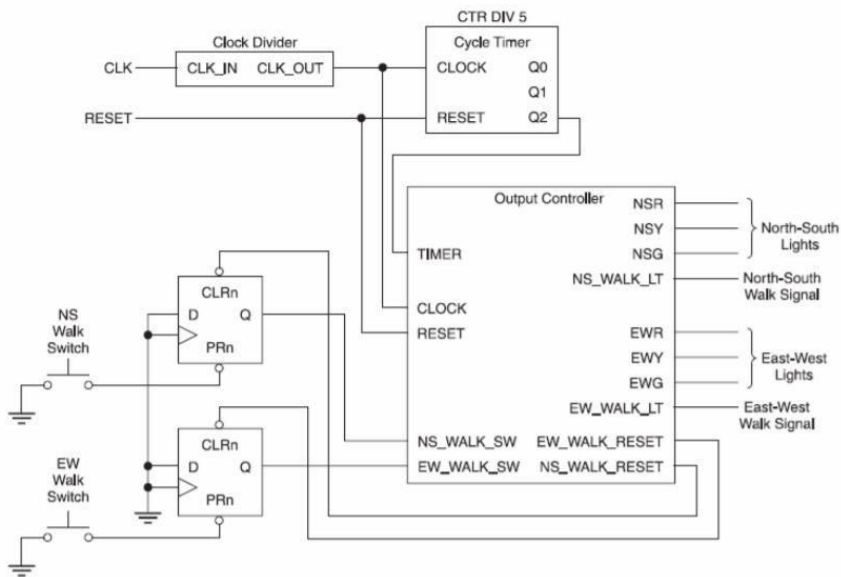 CTR DIV 5
Clock Divider
Cycle Timer
CLK
CLK_IN CLK_OUT
CLOCK Q0
Q1
RESET
RESET Q2
Output Controller
NSR
NSY
NSG
North-South
Lights
TIMER
NS_WALK_LT
North-South
Walk Signal
CLOCK
RESET
EWR
EWY
EWG
East-West
Lights
EW_WALK_LT
East-West
Walk Signal
NS_WALK_SW EW_WALK_RESET
EW_WALK_SW NS_WALK_RESET
CLRn
D Q
PRn
NS
Walk
Switch
CLRn
D Q
PRn
EW
Walk
Switch